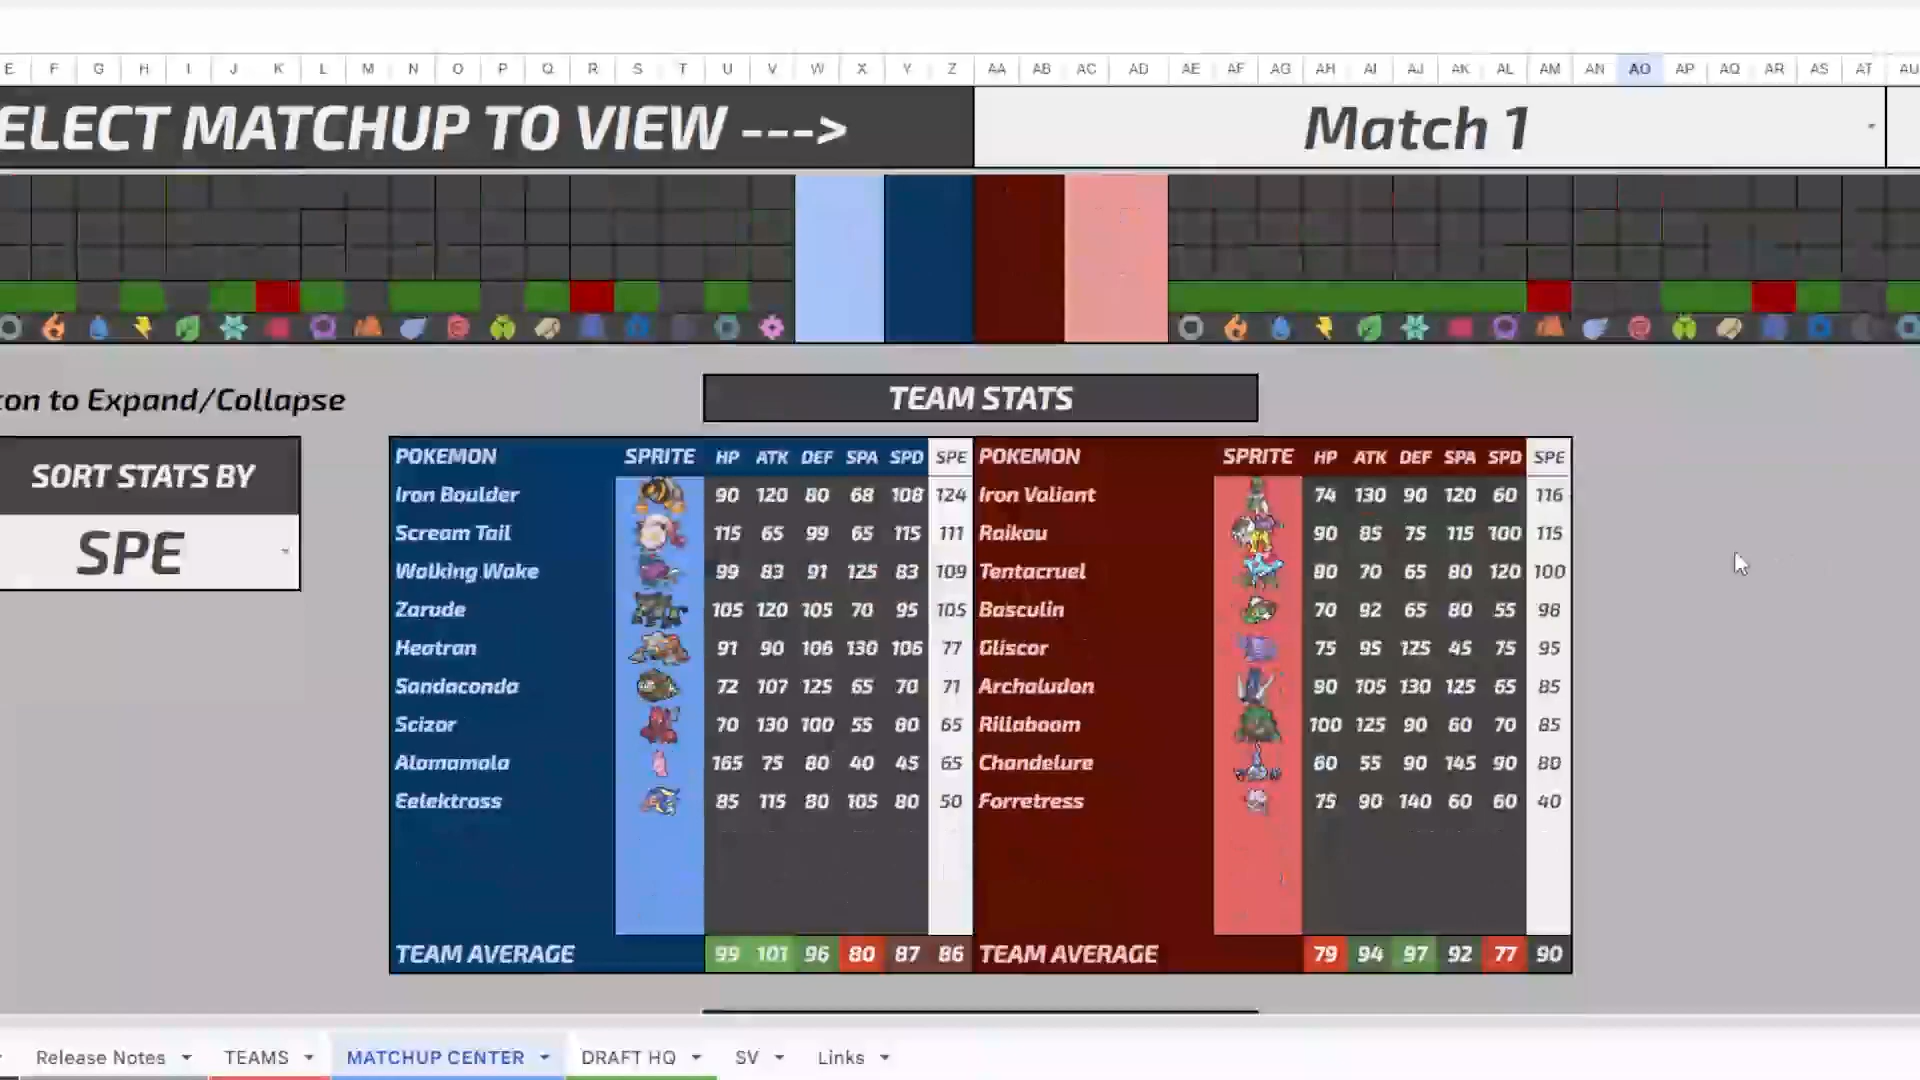 E F G H I J K L M N O P Q R S T U V W X Y Z AA AB AC AD AE AF AG AH AI AJ AK AL AM AN AO AP AQ AR AS AT AU
ELECT MATCHUP TO VIEW --->
Match 1
con to Expand/Collapse
TEAM STATS
SORT STATS BY
SPE
POKEMON SPRITE HP ATK DEF SPA SPD SPE POKEMON SPRITE HP ATK DEF SPA SPD SPE
Iron Boulder 90 120 80 68 108 124 Iron Valiant 74 130 90 120 60 116
Scream Tail 115 65 99 65 115 111 Raikou 90 85 75 115 100 115
Walking Wake 99 83 91 125 83 109 Tentacruel 80 70 65 80 120 100
Zarude 105 120 105 70 95 105 Basculin 70 92 65 80 55 98
Heatran 91 90 106 130 106 77 Gliscor 75 95 125 45 75 95
Sandaconda 72 107 125 65 70 71 Archaludon 90 105 130 125 65 85
Scizor 70 130 100 55 80 65 Rillaboom 100 125 90 60 70 85
Alomomola 165 75 80 40 45 65 Chandelure 60 55 90 145 90 80
Eelektross 85 115 80 105 80 50 Forretress 75 90 140 60 60 40
TEAM AVERAGE 99 101 96 80 87 86 TEAM AVERAGE 79 94 97 92 77 90
Release Notes TEAMS MATCHUP CENTER DRAFT HQ SV Links